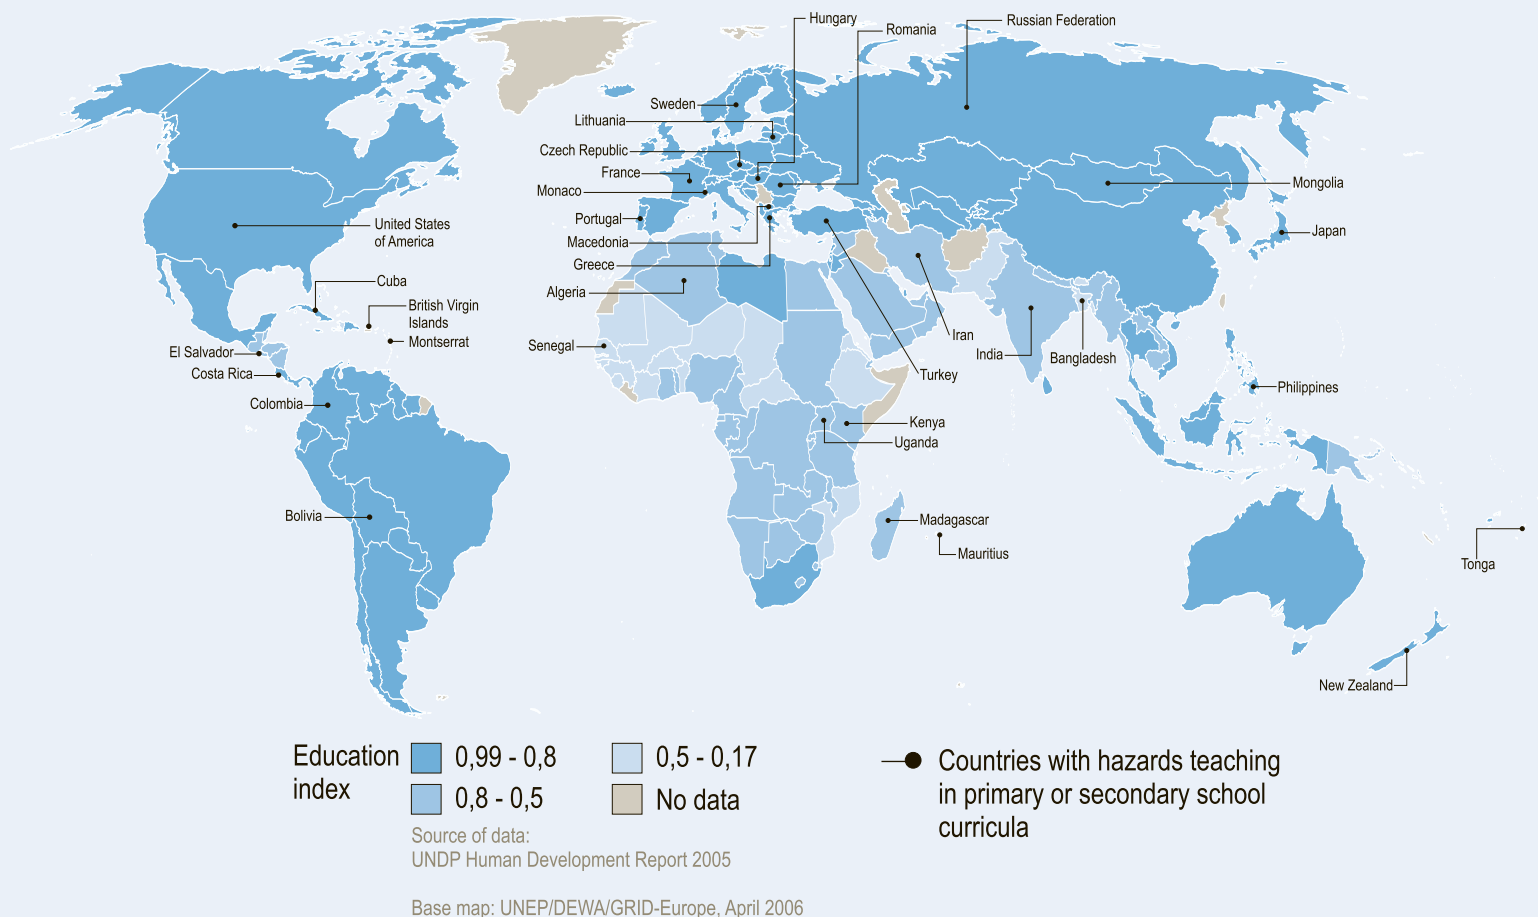 Hungary
Russian Federation
Romania
Sweden
Lithuania
Czech Republic
France
Monaco
Mongolia
Portugal
United States
of America
Japan
Macedonia
Greece
Cuba
Algeria
British Virgin
Islands
Iran
Montserrat
Senegal
El Salvador
India
Bangladesh
Costa Rica
Turkey
Philippines
Colombia
Kenya
Uganda
Bolivia
Madagascar
Mauritius
Tonga
New Zealand
Education
index
0,99 - 0,8
0,8 - 0,5
0,5 - 0,17
No data
Countries with hazards teaching
in primary or secondary school
curricula
Source of data:
UNDP Human Development Report 2005
Base map: UNEP/DEWA/GRID-Europe, April 2006